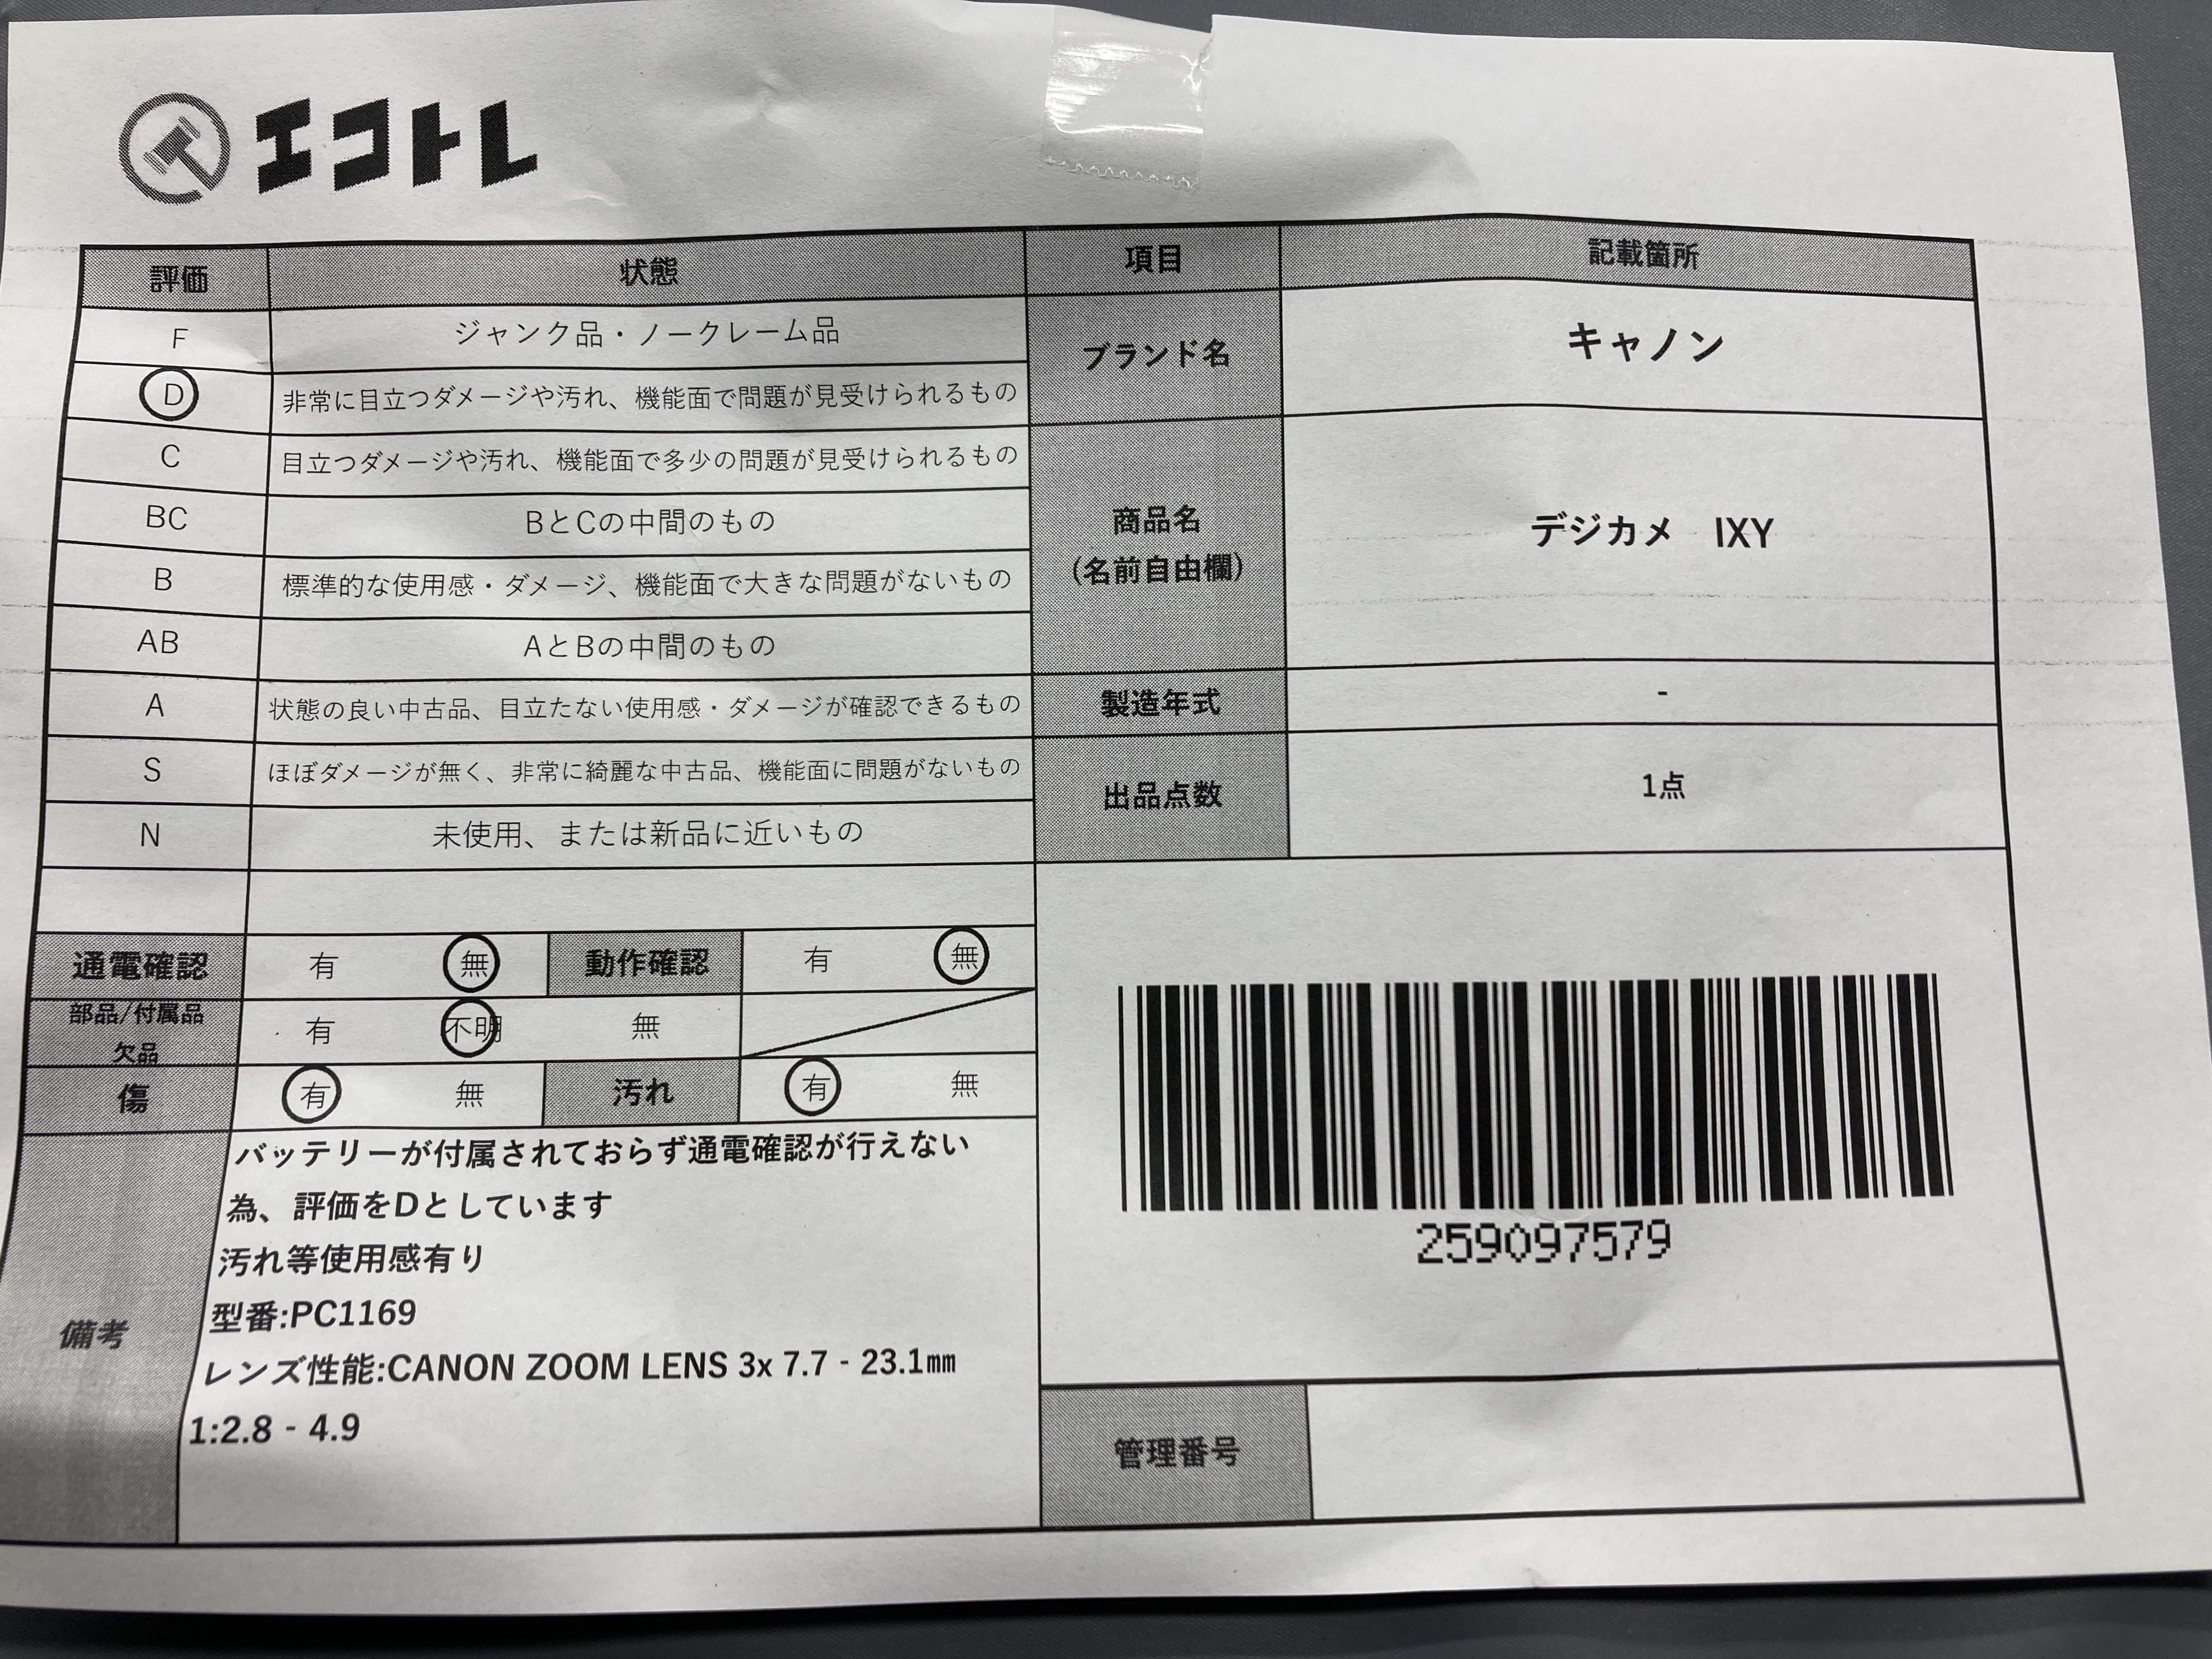 エコトレ
評価 状態
F ジャンク品・ノークレーム品
D 非常に目立つダメージや汚れ、機能面で問題が見受けられるもの
C 目立つダメージや汚れ、機能面で多少の問題が見受けられるもの
BC BとCの中間のもの
B 標準的な使用感・ダメージ、機能面で大きな問題がないもの
AB AとBの中間のもの
A 状態の良い中古品、目立たない使用感・ダメージが確認できるもの
S ほぼダメージが無く、非常に綺麗な中古品、機能面に問題がないもの
N 未使用、または新品に近いもの
通電確認 有 無 動作確認 有 無
部品/付属品
欠品
有 不明 無
傷 有 無 汚れ 有 無
備考
バッテリーが付属されておらず通電確認が行えない
為、評価をDとしています
汚れ等使用感有り
型番:PC1169
レンズ性能:CANON ZOOM LENS 3x 7.7 - 23.1㎜
1:2.8 - 4.9
項目 記載箇所
ブランド名 キャノン
商品名
(名前自由欄)
デジカメ IXY
製造年式 -
出品点数 1点
259097579
管理番号